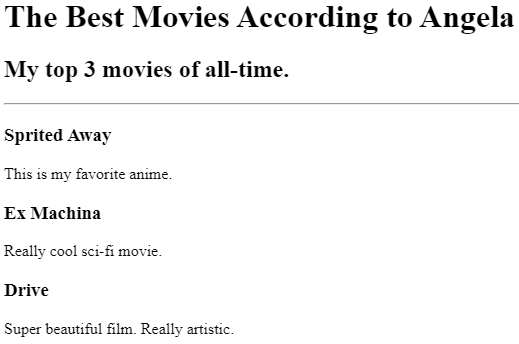 The Best Movies According to Angela
My top 3 movies of all-time.
Sprited Away
This is my favorite anime.
Ex Machina
Really cool sci-fi movie.
Drive
Super beautiful film. Really artistic.